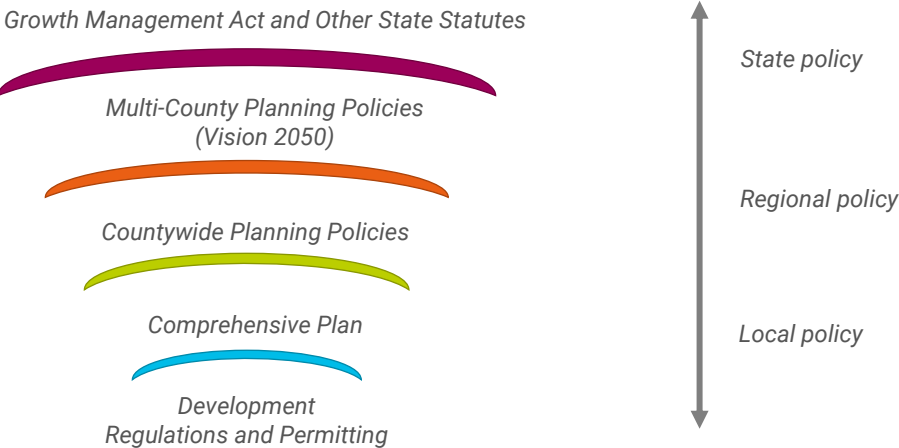 Growth Management Act and Other State Statutes
State policy
Multi-County Planning Policies
(Vision 2050)
Regional policy
Countywide Planning Policies
Comprehensive Plan
Local policy
Development
Regulations and Permitting